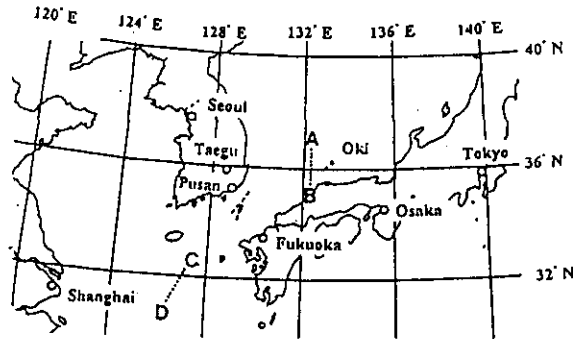 120° E 124° E 128° E 132° E 136° E 140° E
40° N
Seoul
A
Oki
Tokyo
Taegu
36° N
Pusan
B
Osaka
Fukuoka
C
32° N
Shanghai
D